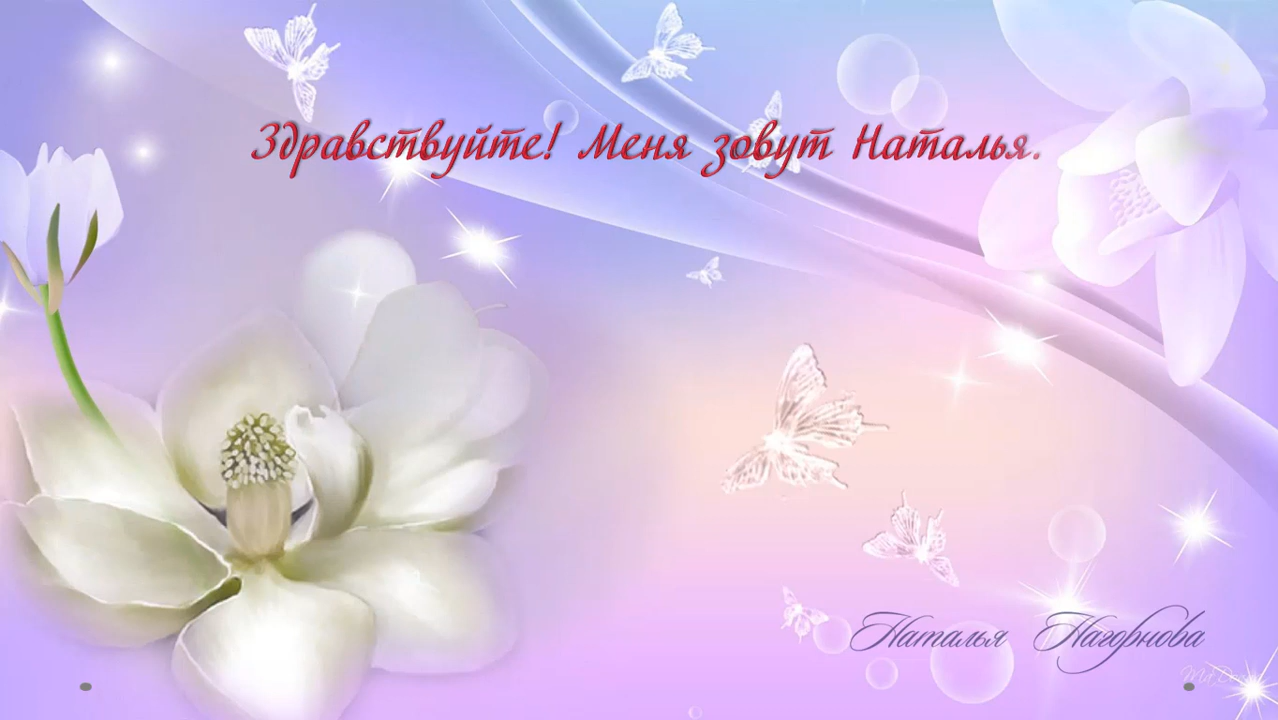 Здравствуйте! Меня зовут Наталья.
Наталья Нагорнова